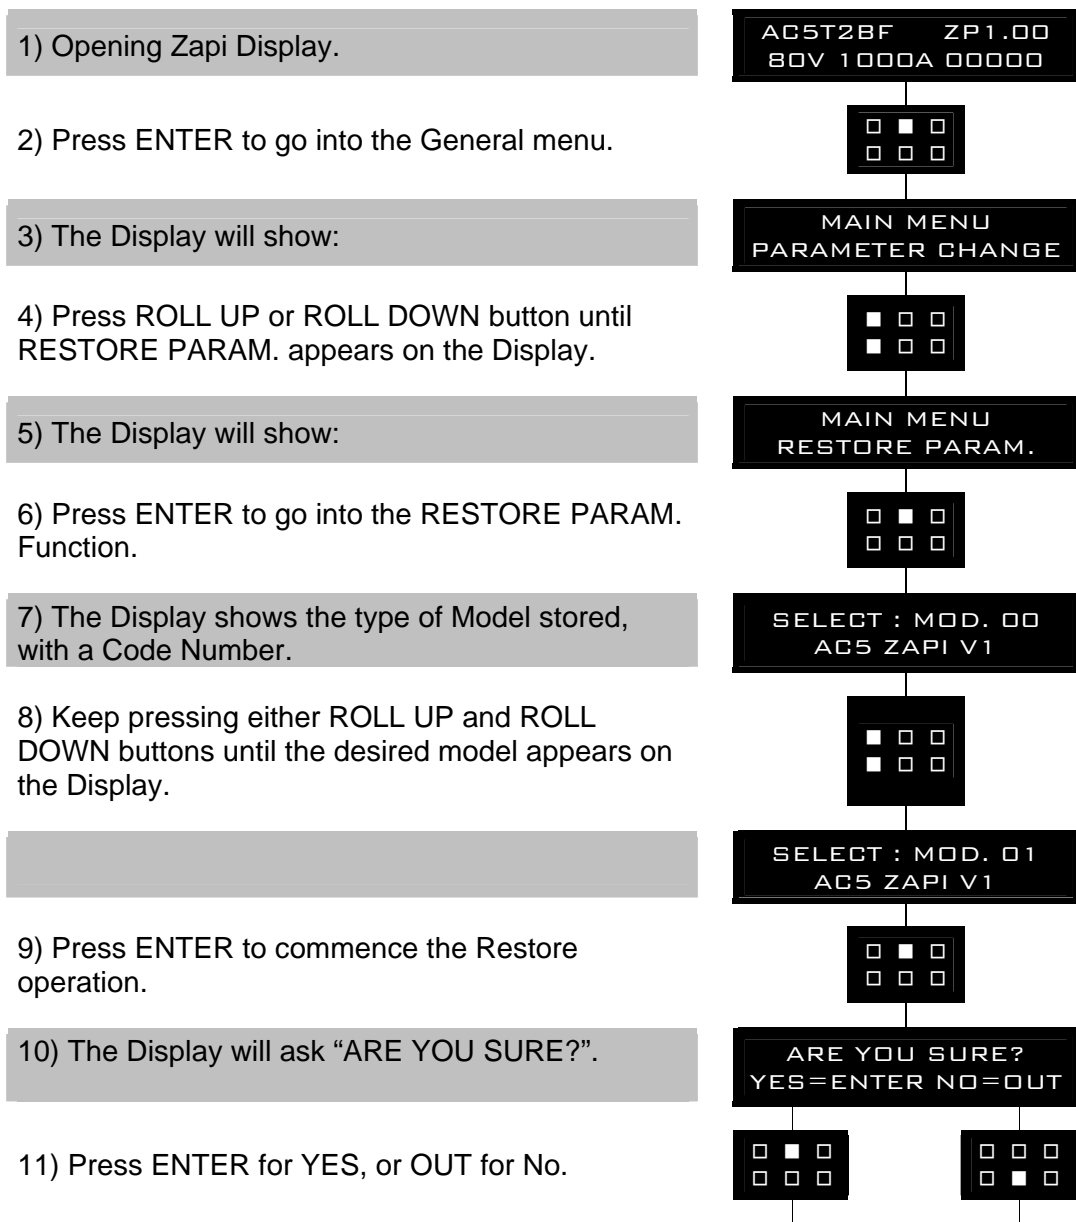 1) Opening Zapi Display.
AC5T2BF ZP1.00
80V 1000A 00000
2) Press ENTER to go into the General menu.
3) The Display will show:
MAIN MENU
PARAMETER CHANGE
4) Press ROLL UP or ROLL DOWN button until
RESTORE PARAM. appears on the Display.
5) The Display will show:
MAIN MENU
RESTORE PARAM.
6) Press ENTER to go into the RESTORE PARAM.
Function.
7) The Display shows the type of Model stored,
with a Code Number.
SELECT : MOD. 00
AC5 ZAPI V1
8) Keep pressing either ROLL UP and ROLL
DOWN buttons until the desired model appears on
the Display.
SELECT : MOD. 01
AC5 ZAPI V1
9) Press ENTER to commence the Restore
operation.
10) The Display will ask “ARE YOU SURE?”.
ARE YOU SURE?
YES=ENTER NO=OUT
11) Press ENTER for YES, or OUT for No.